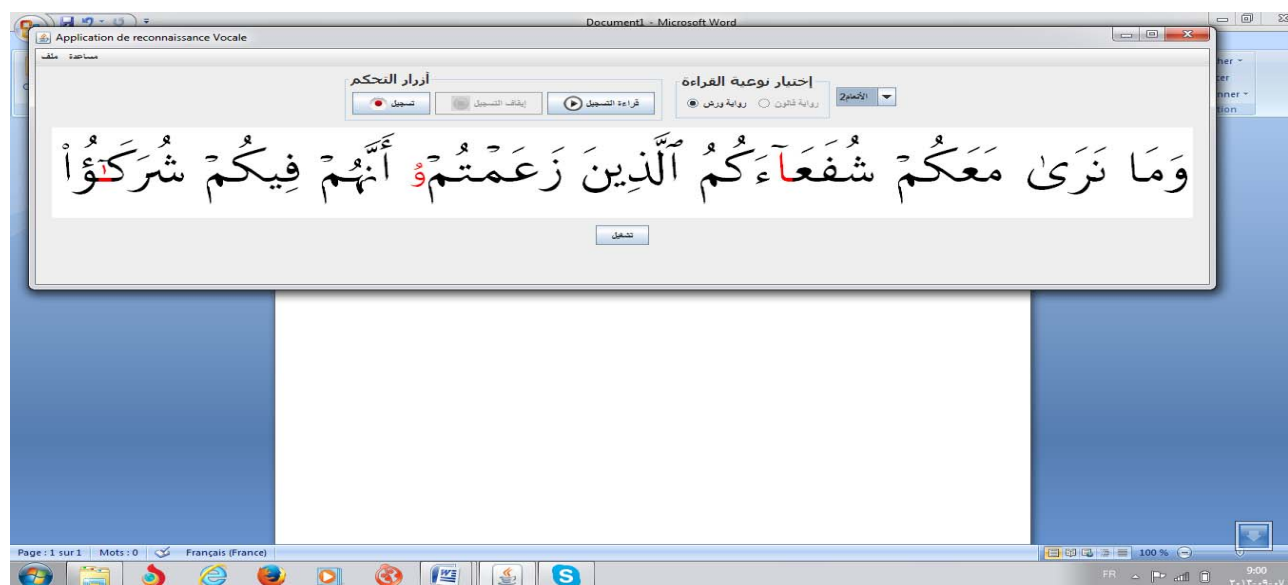 Document1 - Microsoft Word
Application de reconnaissance Vocale
ملف مساعدة
إختيار نوعية القراءة
أزرار التحكم
الأنعام2
رواية ورش
رواية قالون
قراءة التسجيل
إيقاف التسجيل
تسجيل
وَمَا نَرَىٰ مَعَكُمْ شُفَعَآءَكُمُ ٱلَّذِينَ زَعَمْتُمْۥٓ أَنَّهُمْ فِيكُمْ شُرَكَـٰٓؤُا۟
تشغيل
Page : 1 sur 1 Mots : 0 Français (France)
100 %
FR
9:00